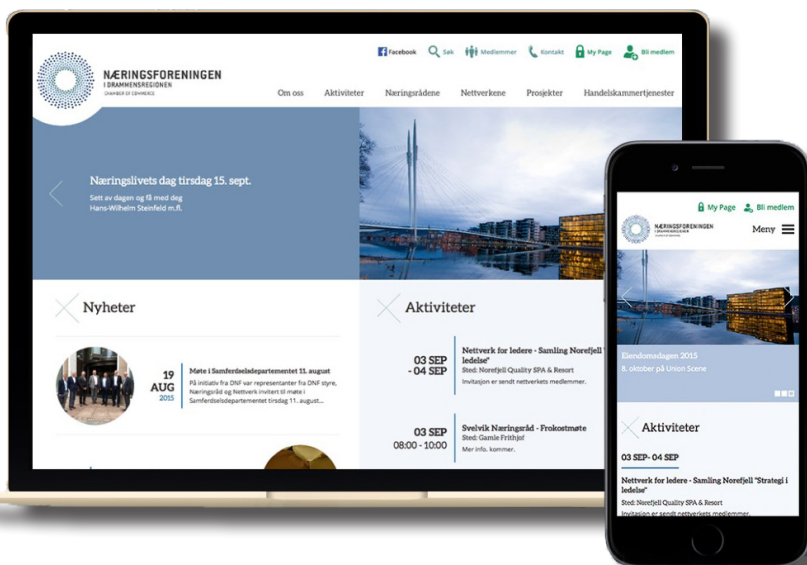 Facebook Søk Medlemmer Kontakt My Page Bli medlem
NÆRINGSFORENINGEN
I DRAMMENSREGIONEN
CHAMBER OF COMMERCE
Om oss Aktiviteter Næringsrådene Nettverkene Prosjekter Handelskammertjenester
Næringslivets dag tirsdag 15. sept.
Sett av dagen og få med deg
Hans-Wilhelm Steinfeld m.fl.
Nyheter
19
AUG
2015
Møte i Samferdselsdepartementet 11. august
På initiativ fra DNF var representanter fra DNF styre,
Næringsråd og Nettverk invitert til møte i
Samferdselsdepartementet tirsdag 11. august...
Aktiviteter
03 SEP
- 04 SEP
Nettverk for ledere - Samling Norefjell "
ledelse"
Sted: Norefjell Quality SPA & Resort
Invitasjon er sendt nettverkets medlemmer.
03 SEP
08:00 - 10:00
Svelvik Næringsråd - Frokostmøte
Sted: Gamle Frithjof
Mer info. kommer.
My Page Bli medlem
NÆRINGSFORENINGEN
I DRAMMENSREGIONEN
CHAMBER OF COMMERCE
Meny
Eiendomsdagen 2015
8. oktober på Union Scene
Aktiviteter
03 SEP- 04 SEP
Nettverk for ledere - Samling Norefjell "Strategi i
ledelse"
Sted: Norefjell Quality SPA & Resort
Invitasjon er sendt nettverkets medlemmer.